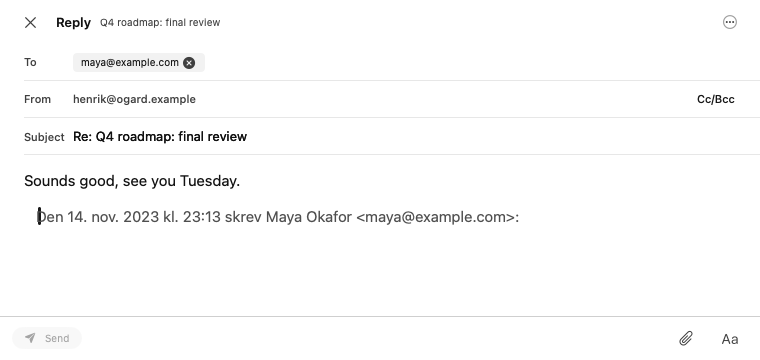 Reply Q4 roadmap: final review
To maya@example.com
From henrik@ogard.example Cc/Bcc
Subject Re: Q4 roadmap: final review
Sounds good, see you Tuesday.
Den 14. nov. 2023 kl. 23:13 skrev Maya Okafor <maya@example.com>:
Send Aa